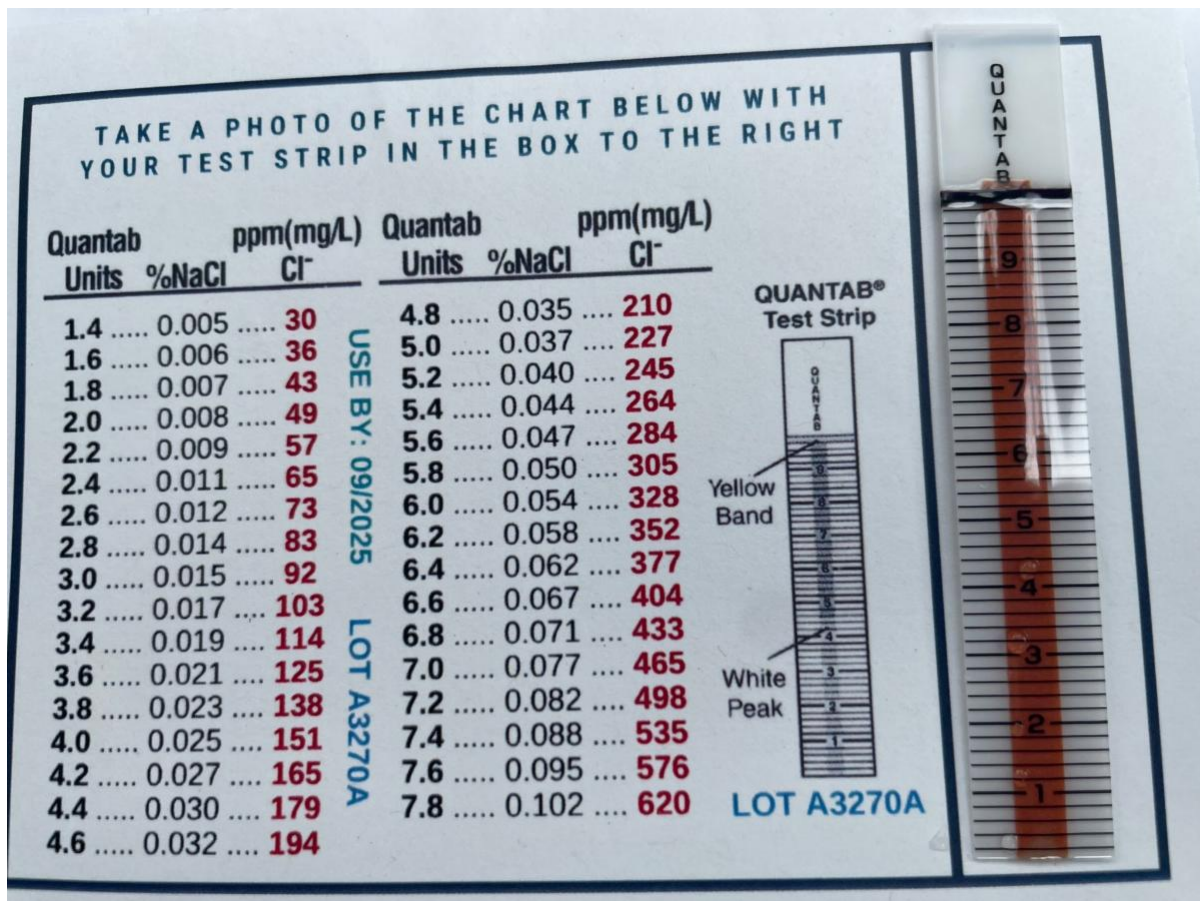 TAKE A PHOTO OF THE CHART BELOW WITH
YOUR TEST STRIP IN THE BOX TO THE RIGHT
Quantab Units %NaCl ppm(mg/L) Cl⁻
1.4 ..... 0.005 ..... 30
1.6 ..... 0.006 ..... 36
1.8 ..... 0.007 ..... 43
2.0 ..... 0.008 ..... 49
2.2 ..... 0.009 ..... 57
2.4 ..... 0.011 ..... 65
2.6 ..... 0.012 ..... 73
2.8 ..... 0.014 ..... 83
3.0 ..... 0.015 ..... 92
3.2 ..... 0.017 .... 103
3.4 ..... 0.019 .... 114
3.6 ..... 0.021 .... 125
3.8 ..... 0.023 .... 138
4.0 ..... 0.025 .... 151
4.2 ..... 0.027 .... 165
4.4 ..... 0.030 .... 179
4.6 ..... 0.032 .... 194
USE BY: 09/2025 LOT A3270A
Quantab Units %NaCl ppm(mg/L) Cl⁻
4.8 ..... 0.035 .... 210
5.0 ..... 0.037 .... 227
5.2 ..... 0.040 .... 245
5.4 ..... 0.044 .... 264
5.6 ..... 0.047 .... 284
5.8 ..... 0.050 .... 305
6.0 ..... 0.054 .... 328
6.2 ..... 0.058 .... 352
6.4 ..... 0.062 .... 377
6.6 ..... 0.067 .... 404
6.8 ..... 0.071 .... 433
7.0 ..... 0.077 .... 465
7.2 ..... 0.082 .... 498
7.4 ..... 0.088 .... 535
7.6 ..... 0.095 .... 576
7.8 ..... 0.102 .... 620
QUANTAB®
Test Strip
QUANTAB
9
8
7
6
5
4
3
2
1
Yellow
Band
White
Peak
LOT A3270A
QUANTAB
9
8
7
6
5
4
3
2
1